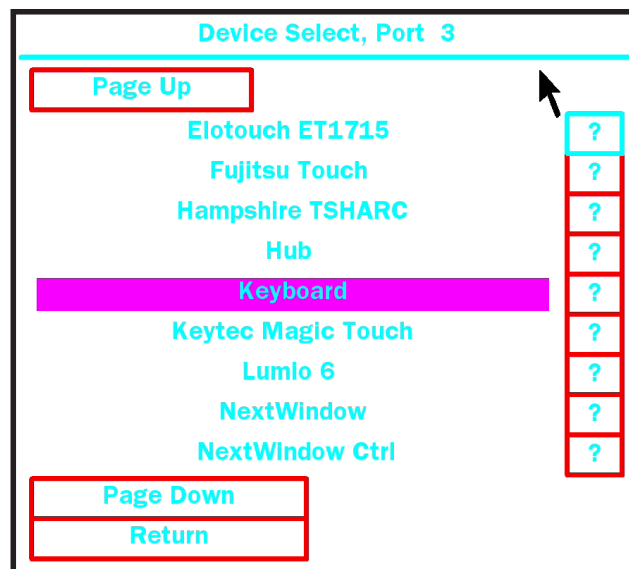 Device Select, Port 3
Page Up
Elotouch ET1715 ?
Fujitsu Touch ?
Hampshire TSHARC ?
Hub ?
Keyboard ?
Keytec Magic Touch ?
Lumio 6 ?
NextWindow ?
NextWindow Ctrl ?
Page Down
Return